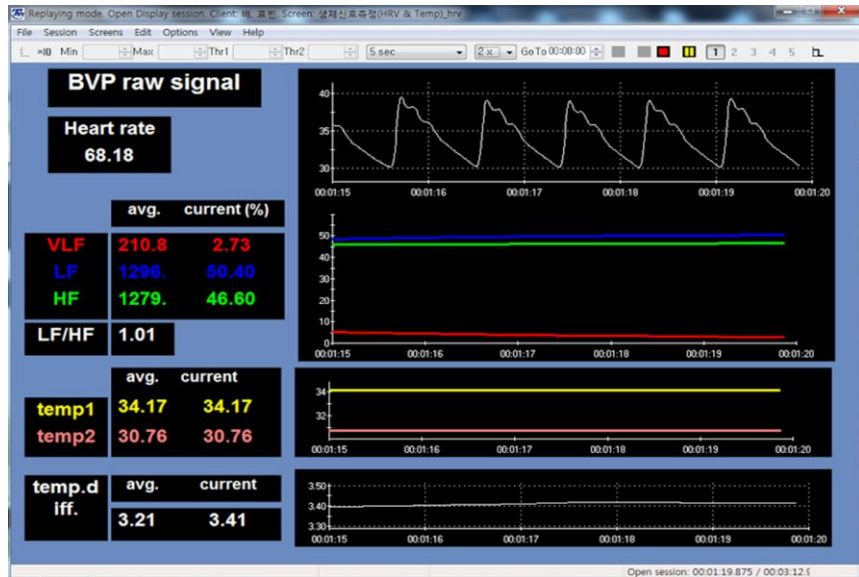 Replaying mode. Open Display session. Client: 배, 효빈, Screen: 생체신호측정(HRV & Temp)_hrv
File Session Screens Edit Options View Help
×10 Min Max Thr1 Thr2 5 sec 2 x GoTo 00:00:00 1 2 3 4 5
BVP raw signal
Heart rate
68.18
40
35
30
00:01:15 00:01:16 00:01:17 00:01:18 00:01:19 00:01:20
avg. current (%)
VLF 210.8 2.73
LF 1296. 50.40
HF 1279. 46.60
LF/HF 1.01
50
40
30
20
10
0
00:01:15 00:01:16 00:01:17 00:01:18 00:01:19 00:01:20
avg. current
temp1 34.17 34.17
temp2 30.76 30.76
34
32
00:01:15 00:01:16 00:01:17 00:01:18 00:01:19 00:01:20
temp.d
iff.
avg. current
3.21 3.41
3.50
3.40
3.30
00:01:15 00:01:16 00:01:17 00:01:18 00:01:19 00:01:20
Open session: 00:01:19.875 / 00:03:12.9